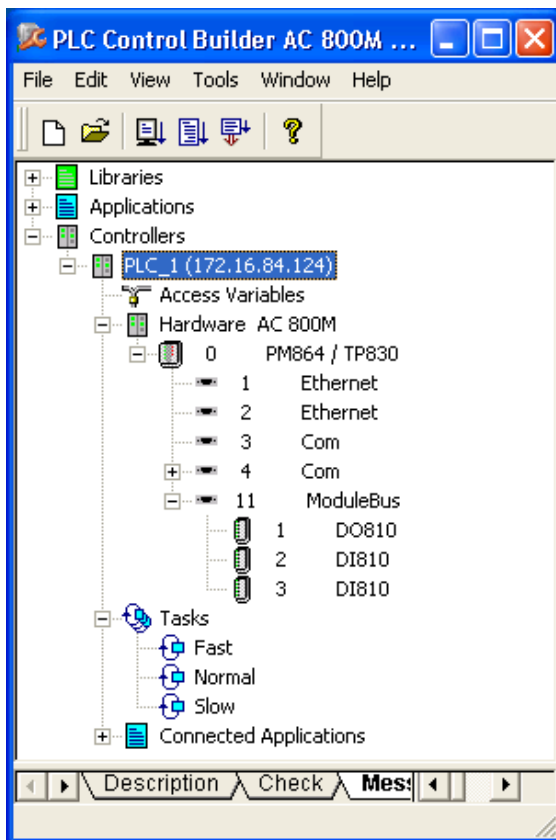 PLC Control Builder AC 800M ...
File Edit View Tools Window Help
Libraries
Applications
Controllers
PLC_1 (172.16.84.124)
Access Variables
Hardware AC 800M
0 PM864 / TP830
1 Ethernet
2 Ethernet
3 Com
4 Com
11 ModuleBus
1 DO810
2 DI810
3 DI810
Tasks
Fast
Normal
Slow
Connected Applications
Description Check Mes